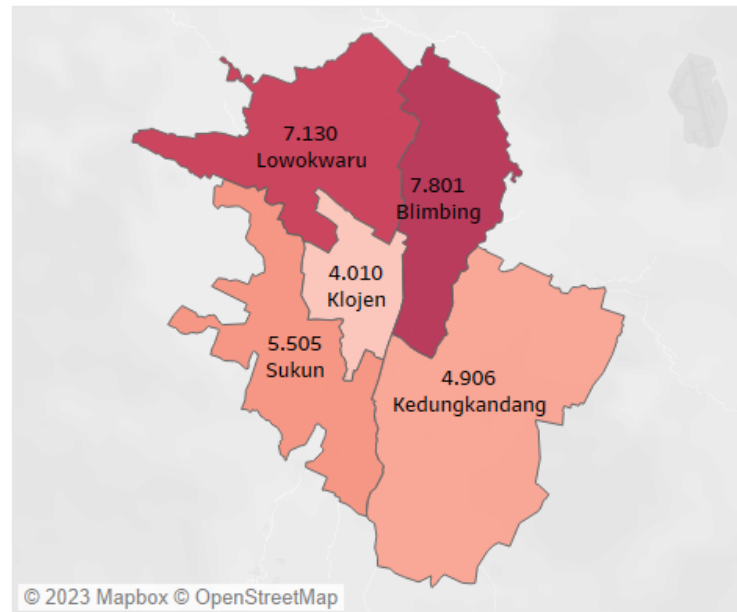 7.130
Lowokwaru
7.801
Blimbing
4.010
Klojen
5.505
Sukun
4.906
Kedungkandang
© 2023 Mapbox © OpenStreetMap